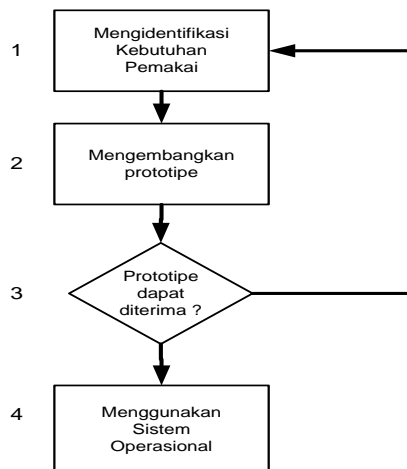 1
Mengidentifikasi
Kebutuhan
Pemakai
2
Mengembangkan
prototipe
3
Prototipe
dapat
diterima ?
4
Menggunakan
Sistem
Operasional